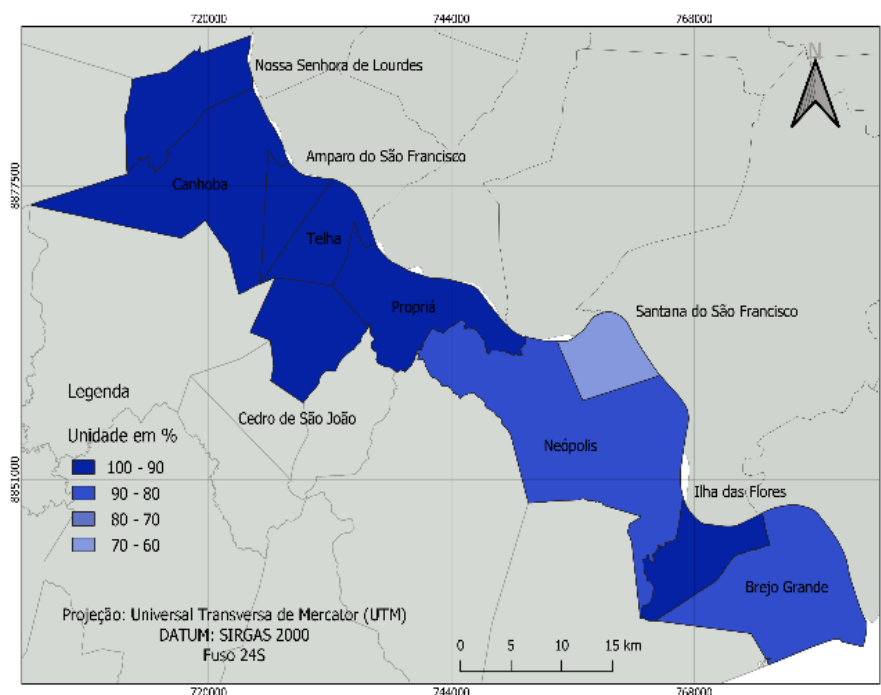 720000 744000 768000
N
Nossa Senhora de Lourdes
Amparo do São Francisco
8877500
Canhoba
Telha
Propriá
Santana do São Francisco
Legenda
Cedro de São João
Unidade em %
Neópolis
100 - 90
8851000
90 - 80
Ilha das Flores
80 - 70
70 - 60
Brejo Grande
Projeção: Universal Transversa de Mercator (UTM)
DATUM: SIRGAS 2000
Fuso 24S
0 5 10 15 km
720000 744000 768000